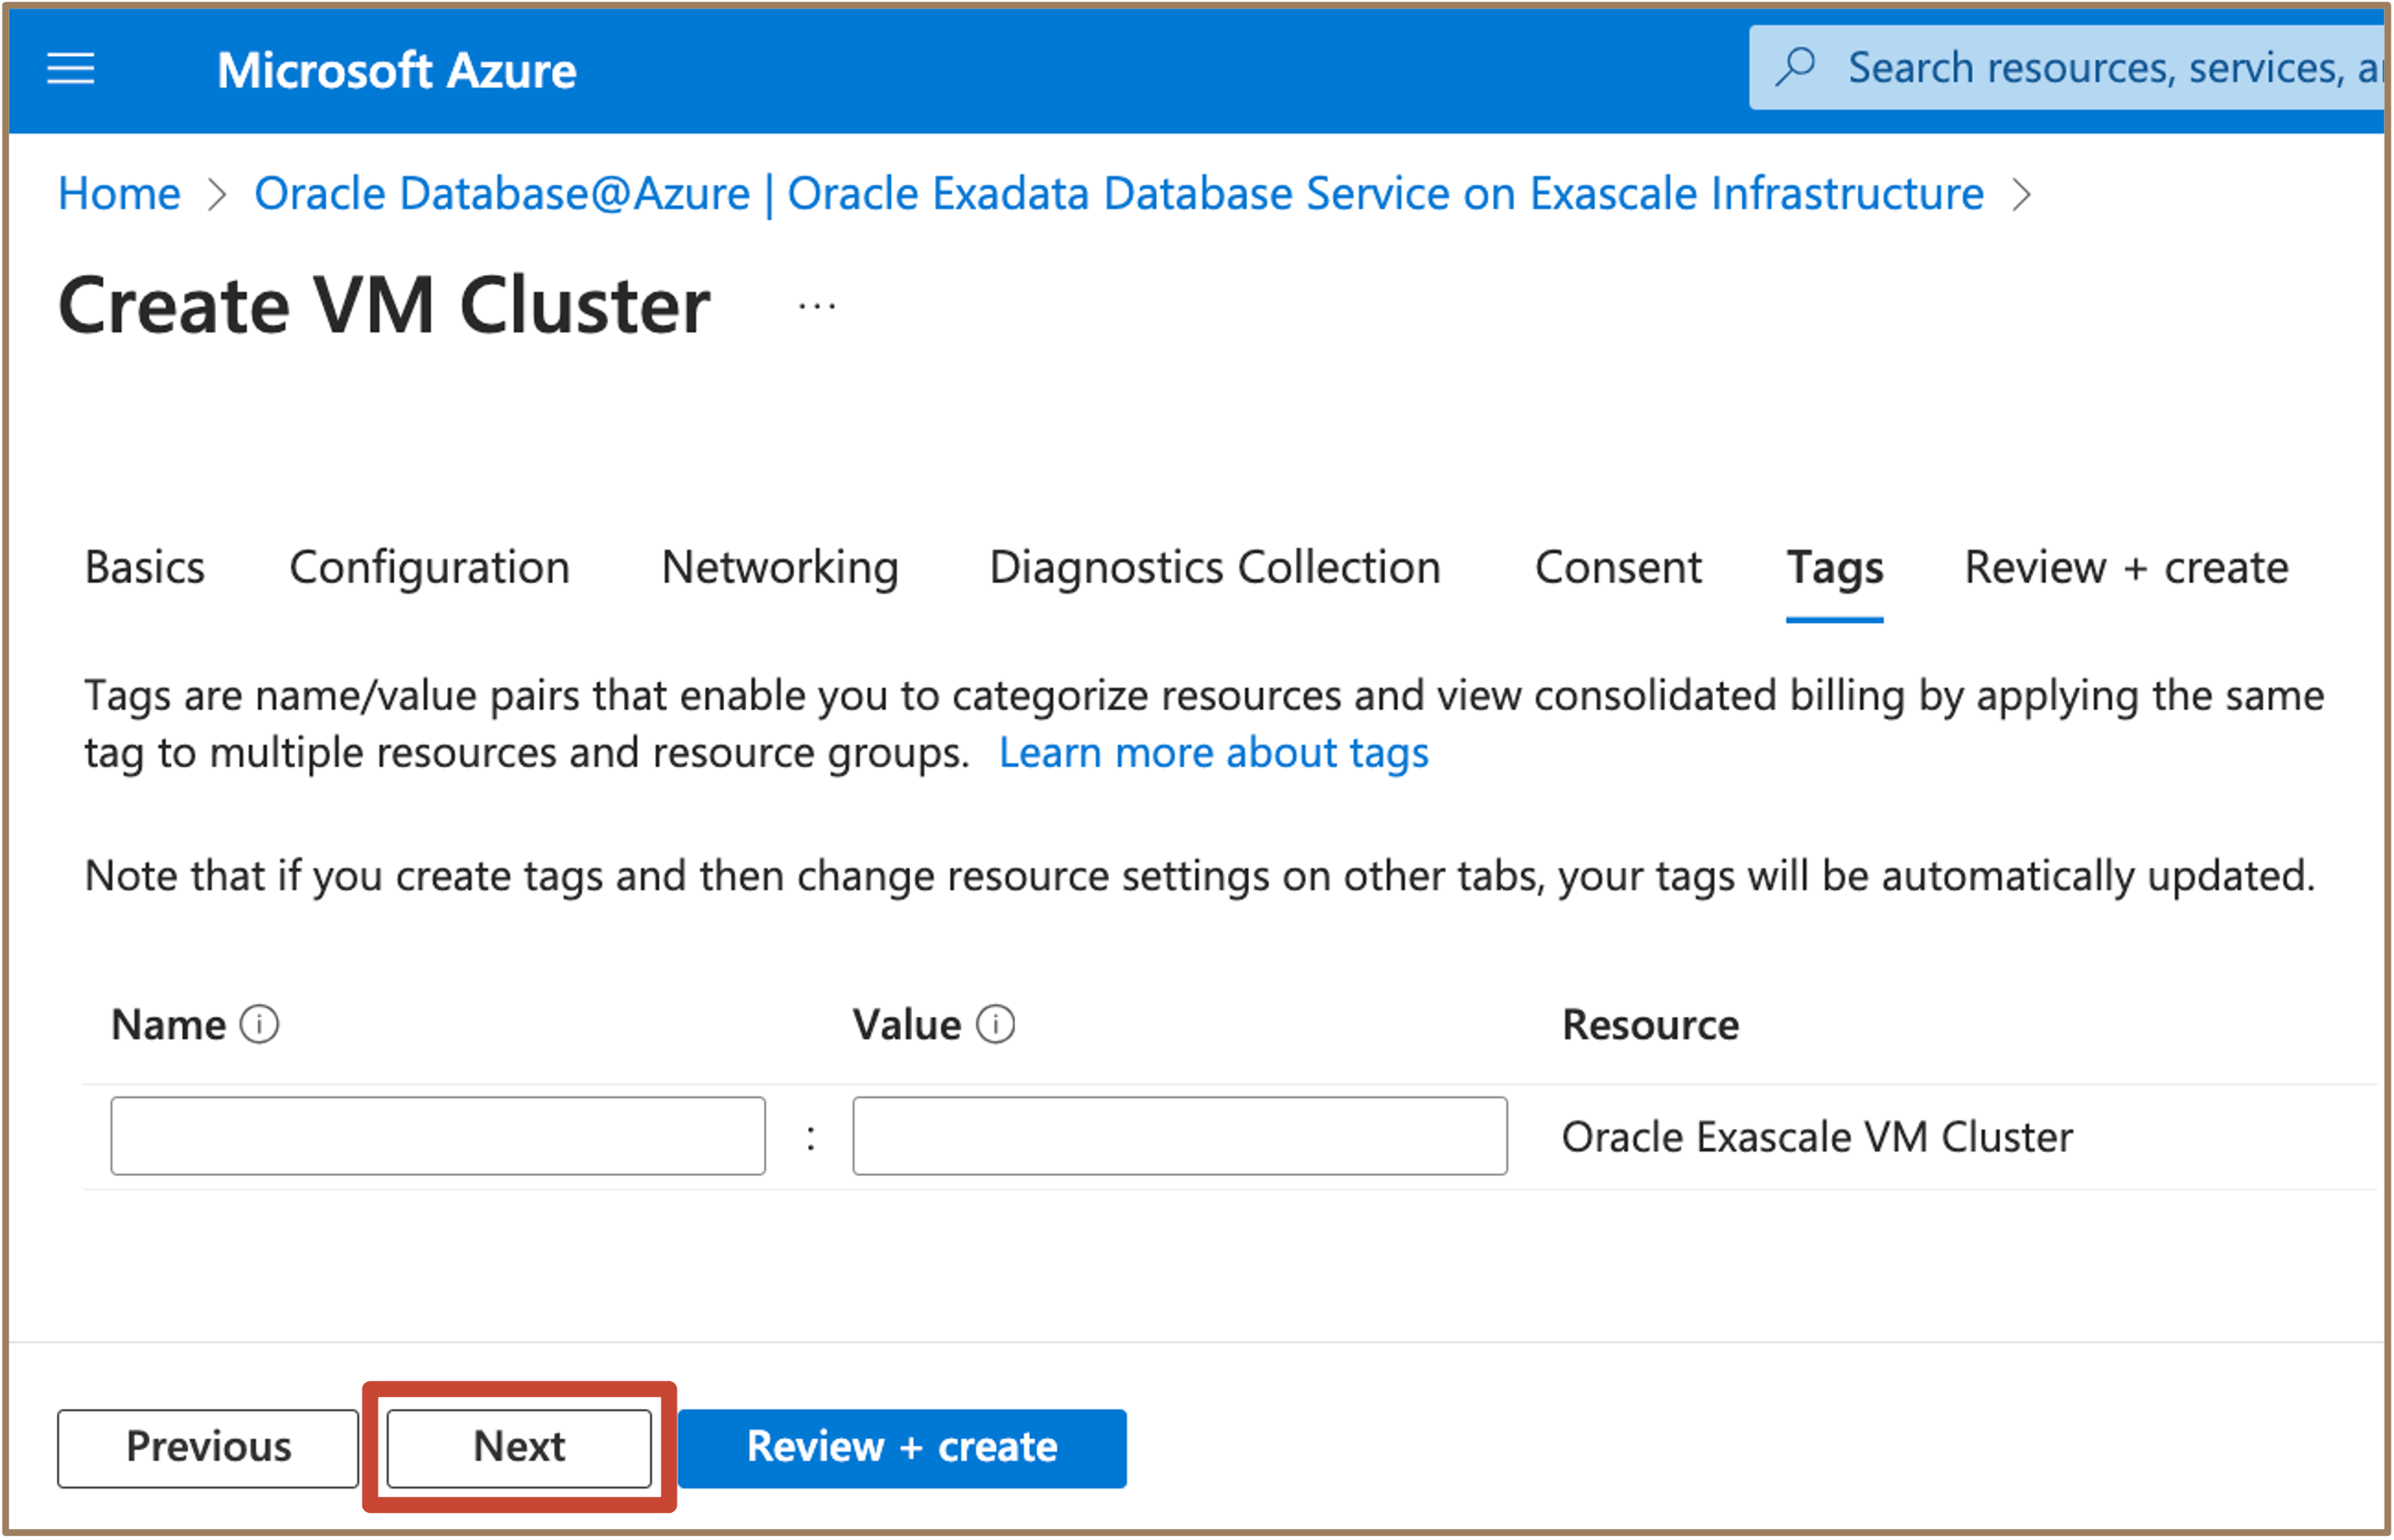 Microsoft Azure
Search resources, services, a
Home > Oracle Database@Azure | Oracle Exadata Database Service on Exascale Infrastructure >
Create VM Cluster ...
Basics Configuration Networking Diagnostics Collection Consent Tags Review + create
Tags are name/value pairs that enable you to categorize resources and view consolidated billing by applying the same
tag to multiple resources and resource groups. Learn more about tags
Note that if you create tags and then change resource settings on other tabs, your tags will be automatically updated.
Name Value Resource
: Oracle Exascale VM Cluster
Previous Next Review + create